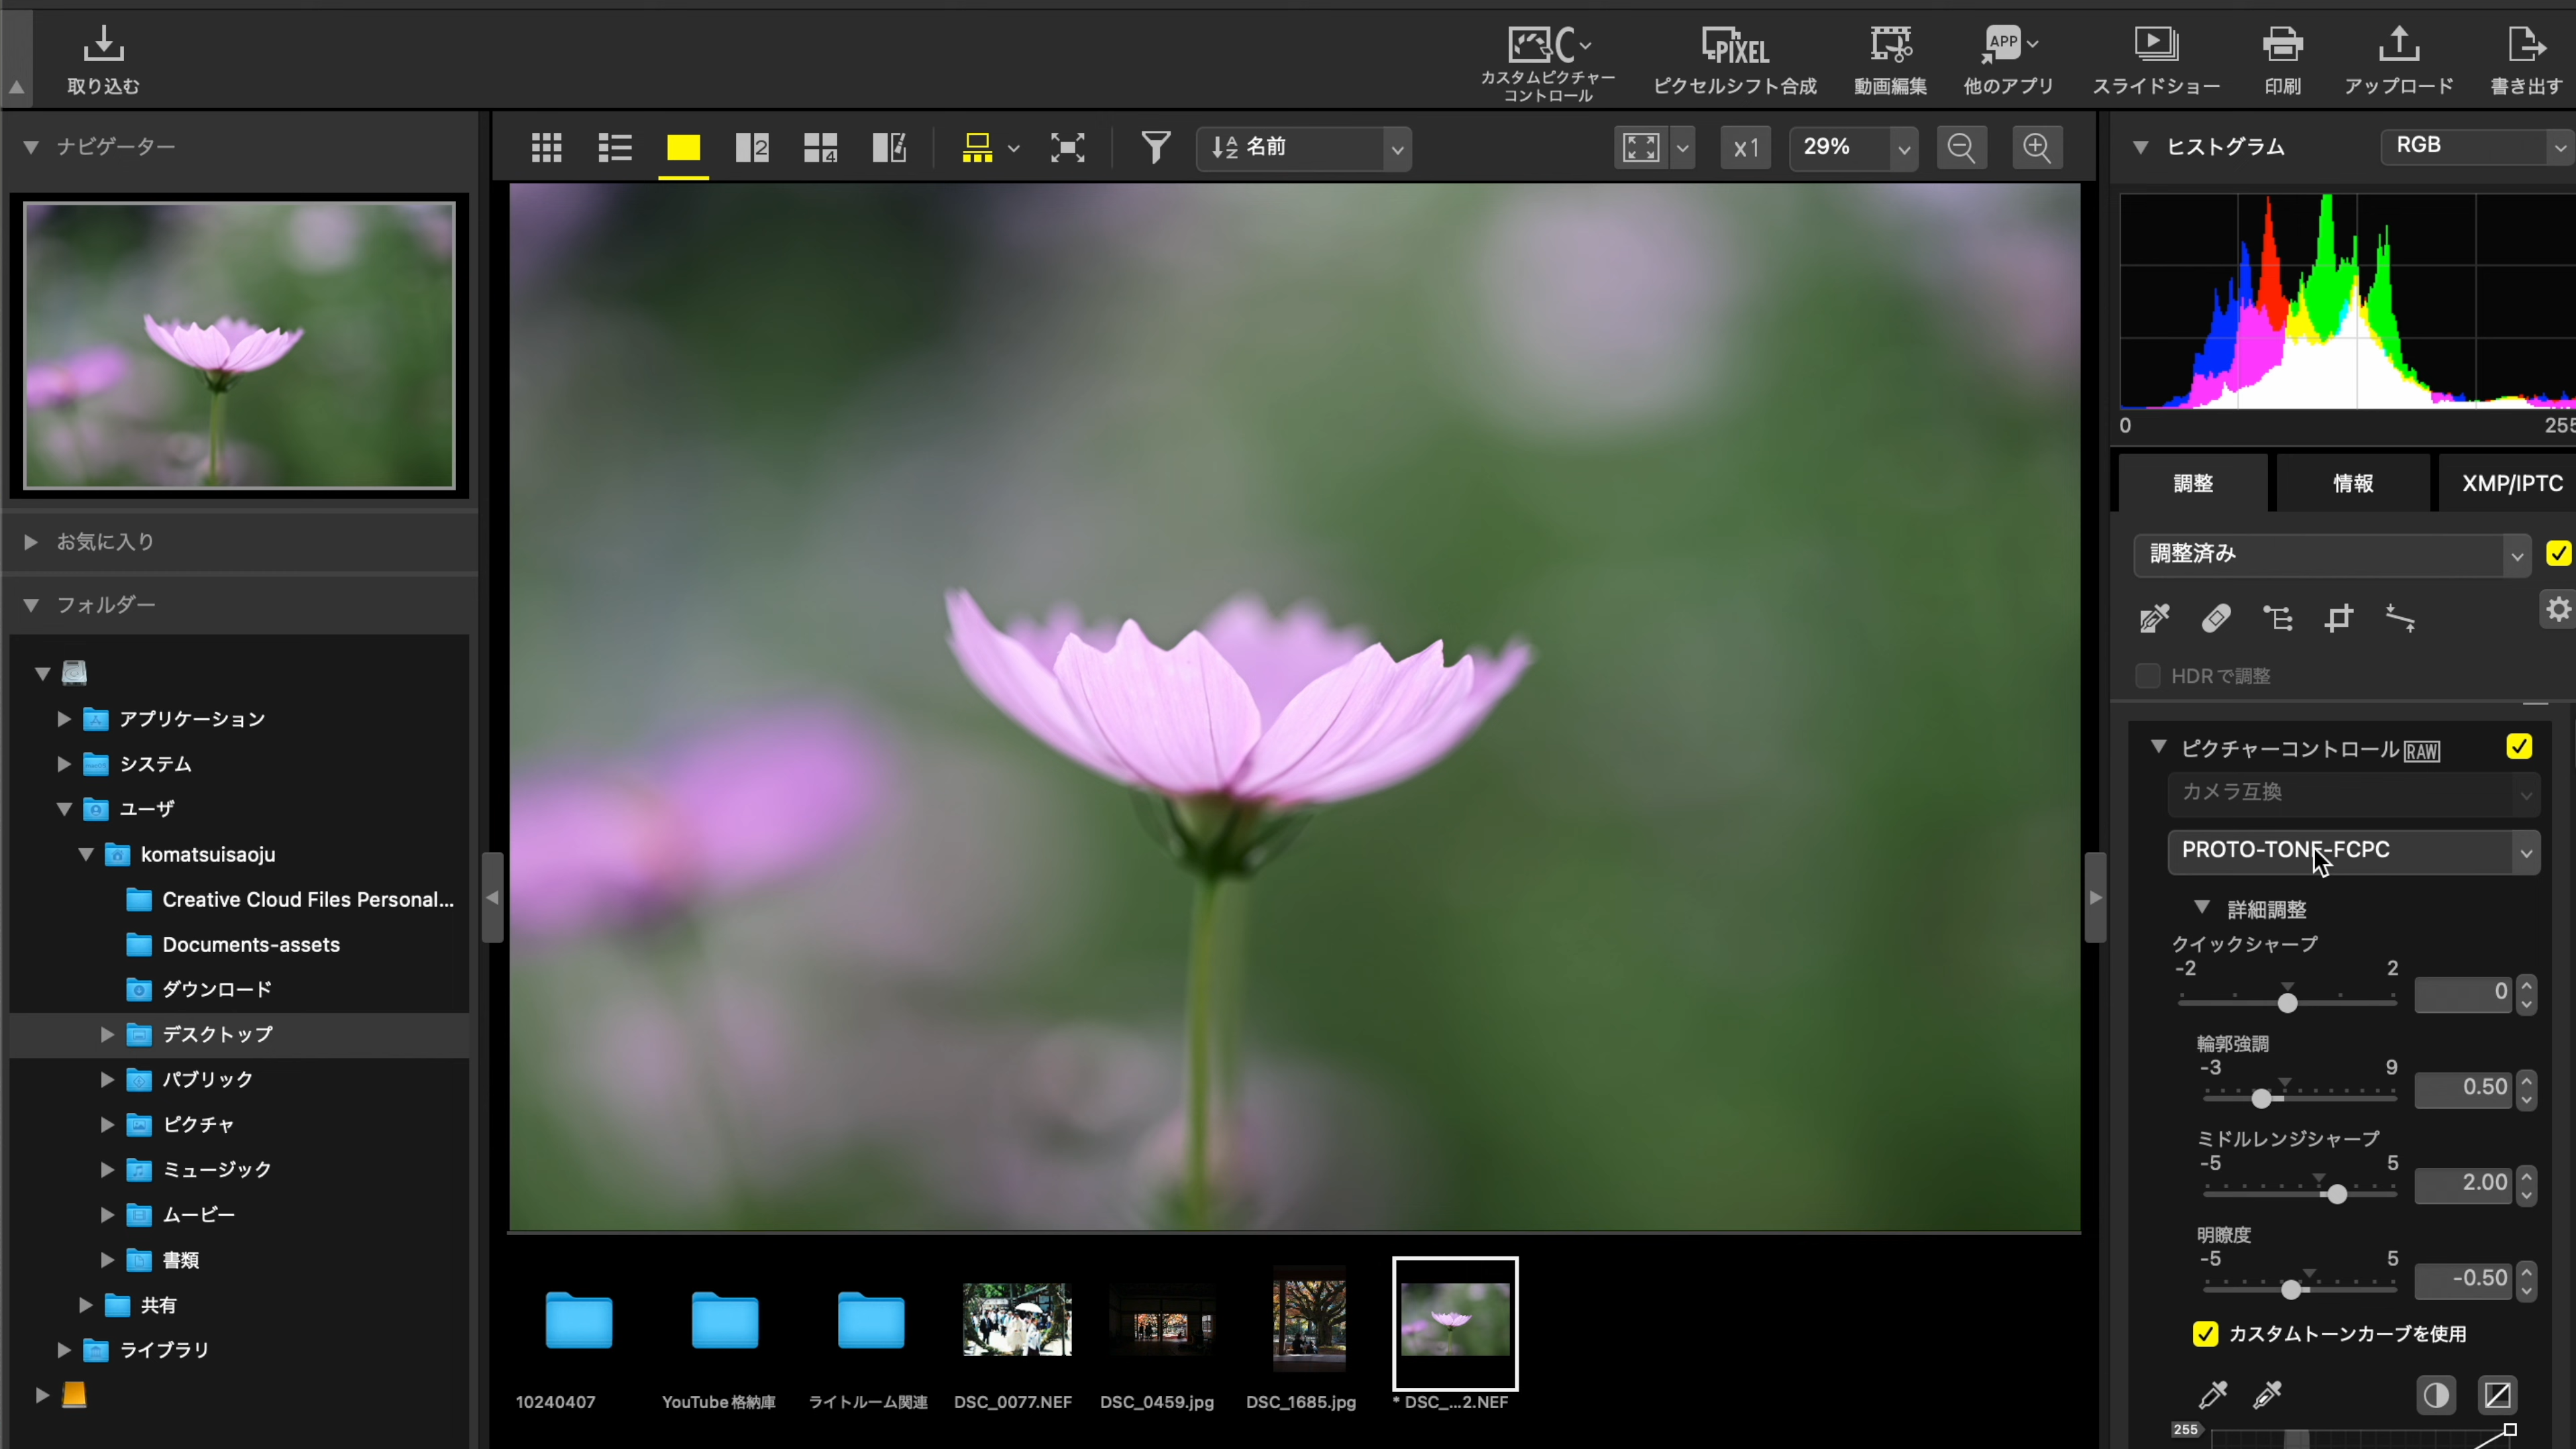 取り込む
C
カスタムピクチャー
コントロール
PIXEL
ピクセルシフト合成
動画編集
APP
他のアプリ
スライドショー
印刷
アップロード
書き出す
ナビゲーター
2
4
名前
x1
29%
ヒストグラム
RGB
0
255
調整
情報
XMP/IPTC
調整済み
HDRで調整
お気に入り
フォルダー
アプリケーション
システム
ユーザ
komatsuisaoju
Creative Cloud Files Personal...
Documents-assets
ダウンロード
デスクトップ
パブリック
ピクチャ
ミュージック
ムービー
書類
共有
ライブラリ
ピクチャーコントロール RAW
カメラ互換
PROTO-TONE-FCPC
詳細調整
クイックシャープ
-2 2
0
輪郭強調
-3 9
0.50
ミドルレンジシャープ
-5 5
2.00
明瞭度
-5 5
-0.50
カスタムトーンカーブを使用
255
10240407
YouTube格納庫
ライトルーム関連
DSC_0077.NEF
DSC_0459.jpg
DSC_1685.jpg
* DSC_...2.NEF